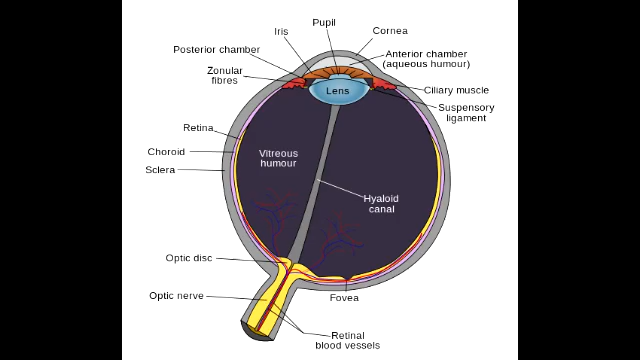 Pupil
Iris
Cornea
Posterior chamber
Anterior chamber
(aqueous humour)
Zonular
fibres
Lens
Ciliary muscle
Suspensory
ligament
Retina
Choroid
Vitreous
humour
Sclera
Hyaloid
canal
Optic disc
Optic nerve
Fovea
Retinal
blood vessels